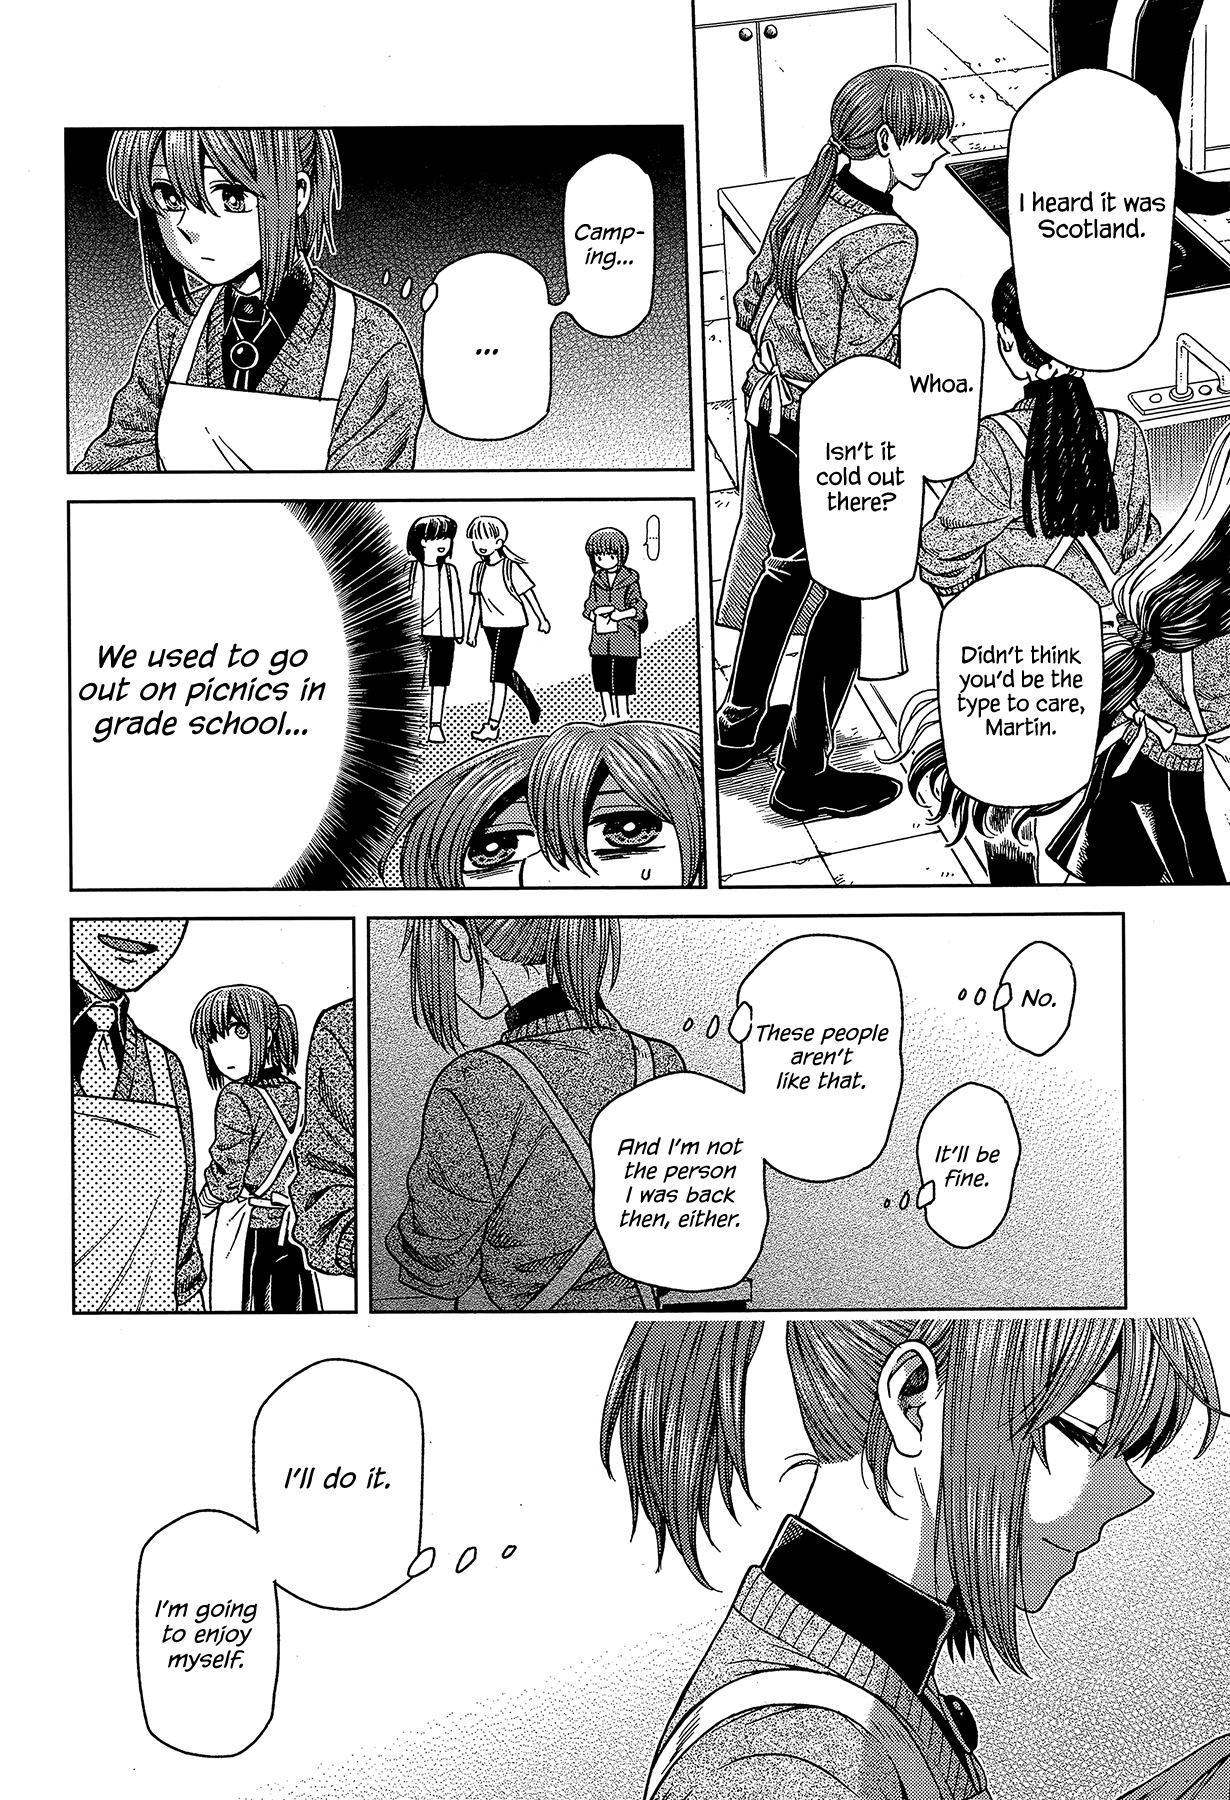 I heard it was
Scotland.
Whoa.
Isn't it
cold out
there?
Didn't think
you'd be the
type to care,
Martin.
Camp-
ing...
...
We used to go
out on picnics in
grade school...
...
No.
These people
aren't
like that.
It'll be
fine.
And I'm not
the person
I was back
then, either.
I'll do it.
I'm going
to enjoy
myself.